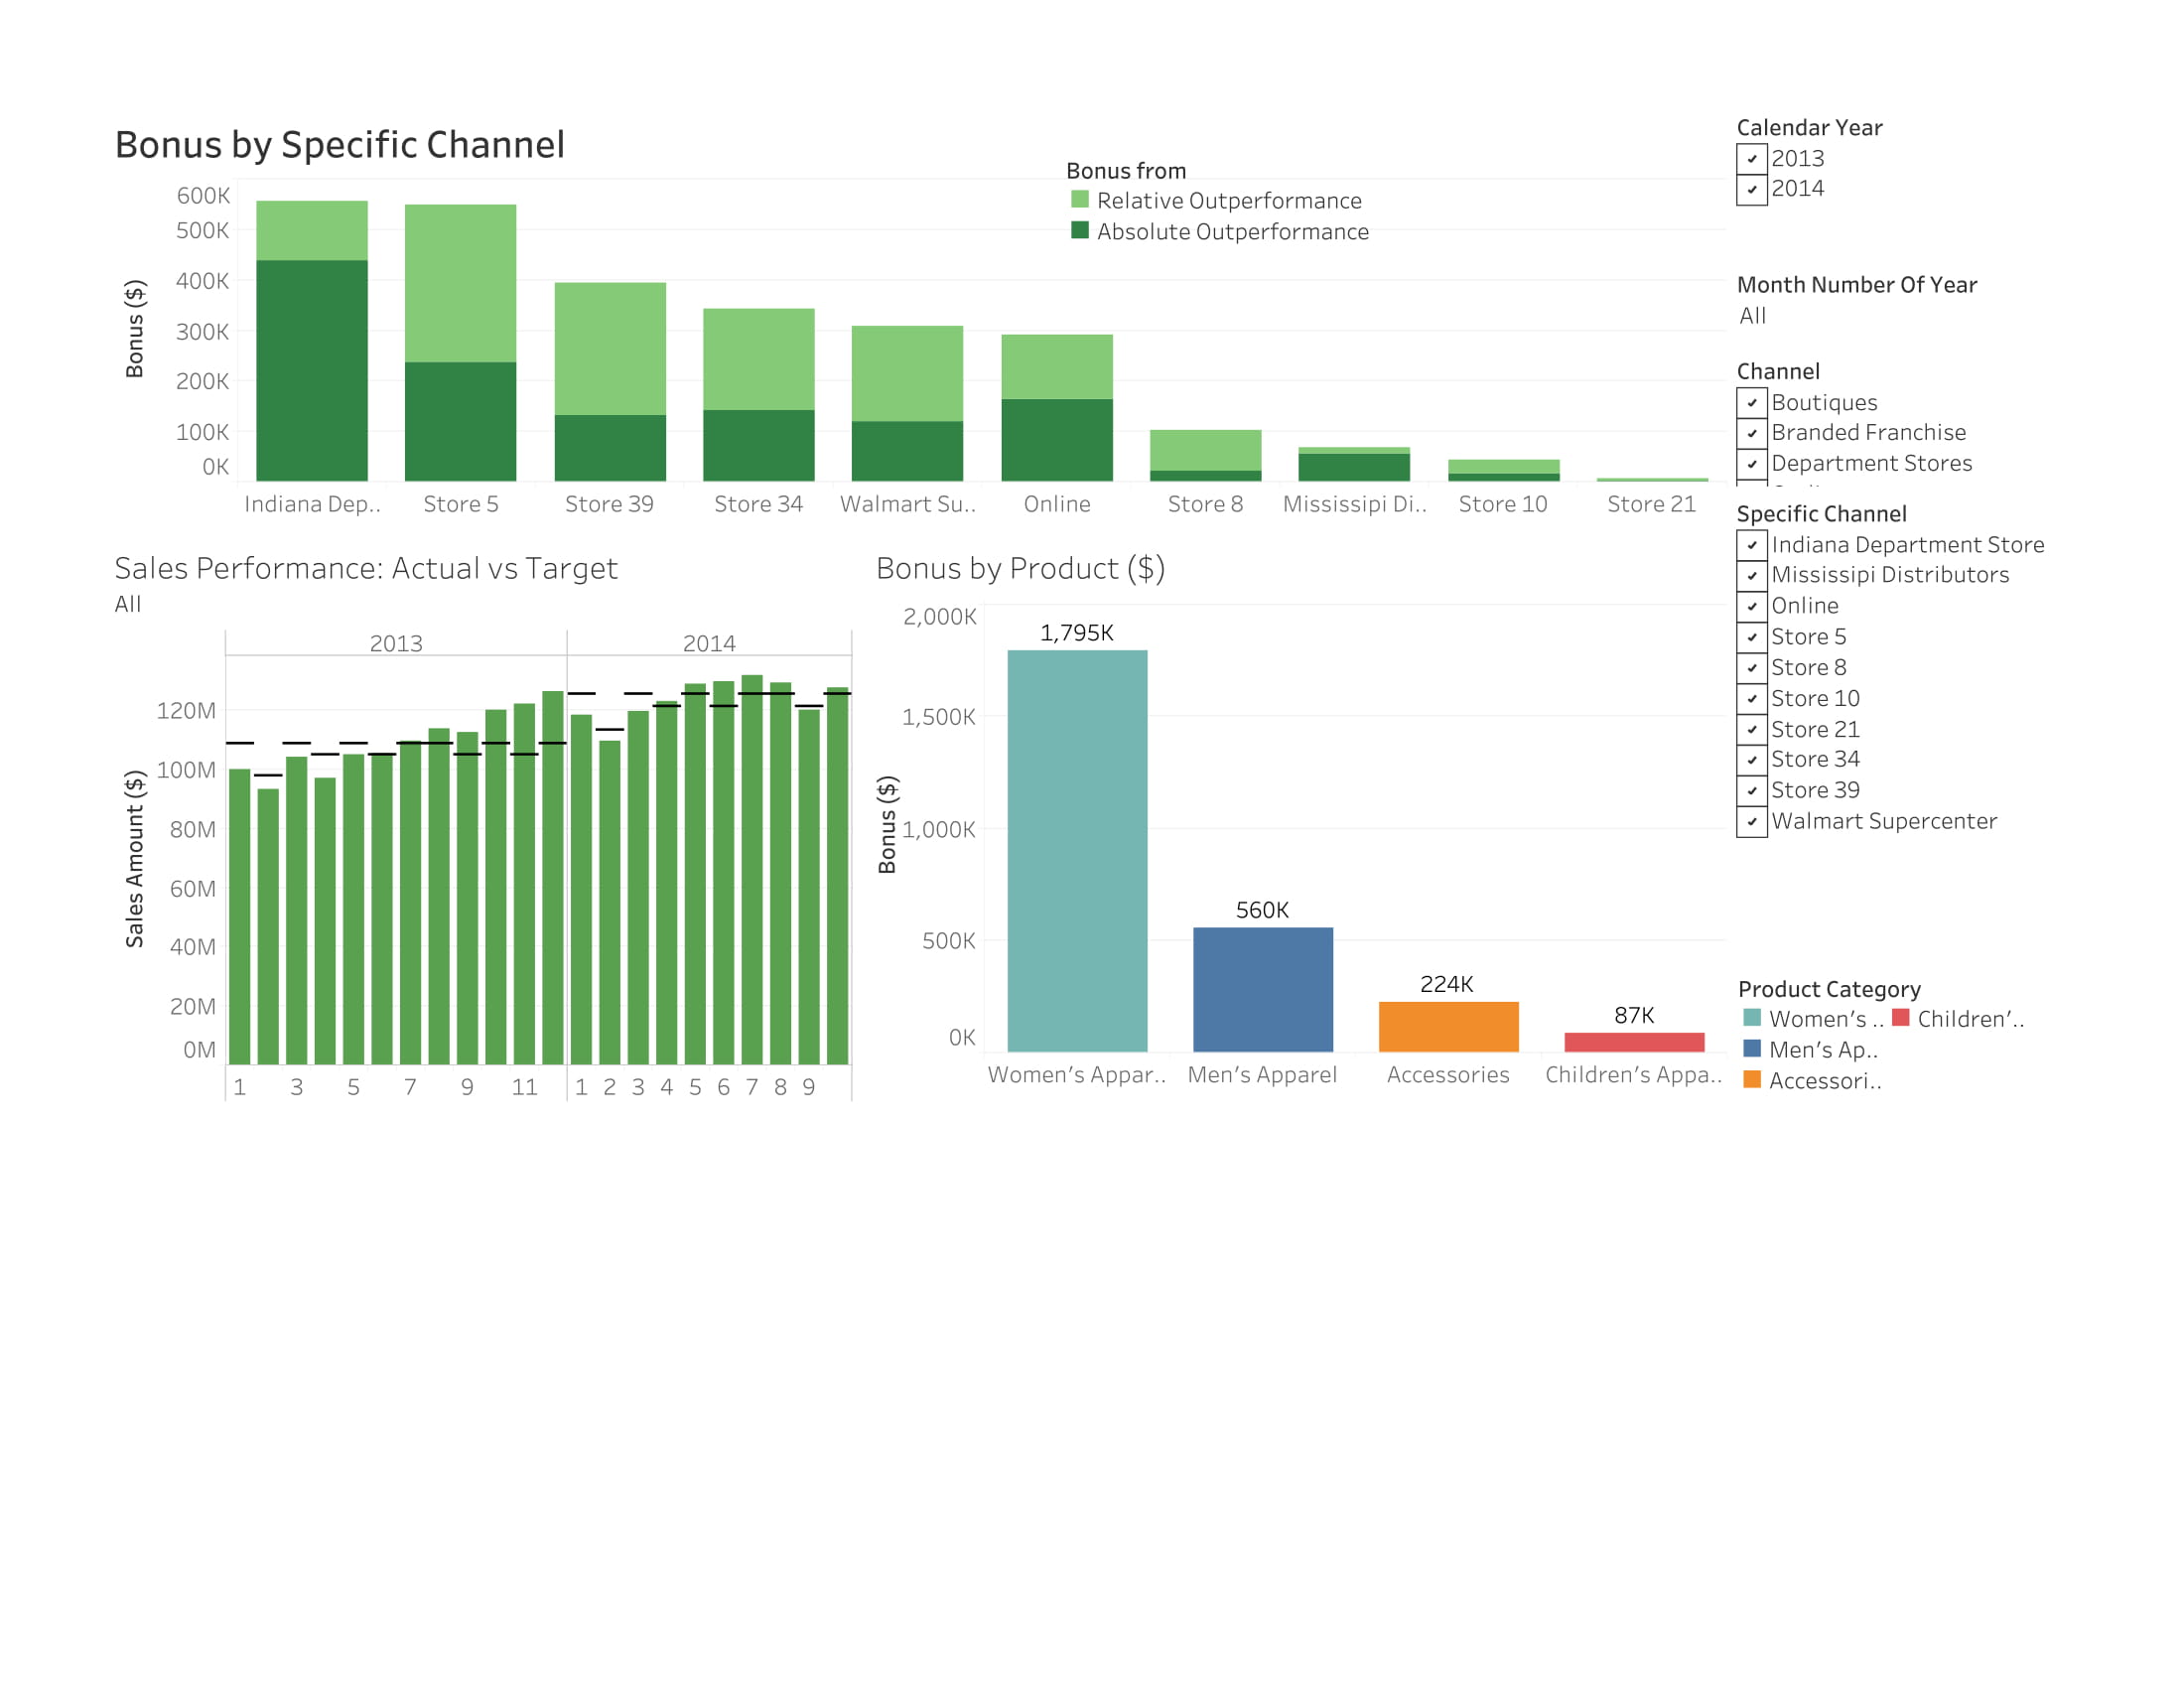 Bonus by Specific Channel
Bonus from
Relative Outperformance
Absolute Outperformance
600K
500K
400K
300K
200K
100K
0K
Bonus ($)
Indiana Dep..
Store 5
Store 39
Store 34
Walmart Su..
Online
Store 8
Mississipi Di..
Store 10
Store 21
Sales Performance: Actual vs Target
All
2013
2014
120M
100M
80M
60M
40M
20M
0M
Sales Amount ($)
1 3 5 7 9 11 1 2 3 4 5 6 7 8 9
Bonus by Product ($)
2,000K
1,500K
1,000K
500K
0K
Bonus ($)
1,795K
560K
224K
87K
Women's Appar..
Men's Apparel
Accessories
Children's Appa..
Calendar Year
2013
2014
Month Number Of Year
All
Channel
Boutiques
Branded Franchise
Department Stores
Specific Channel
Indiana Department Store
Mississipi Distributors
Online
Store 5
Store 8
Store 10
Store 21
Store 34
Store 39
Walmart Supercenter
Product Category
Women's .. Children'..
Men's Ap..
Accessori..